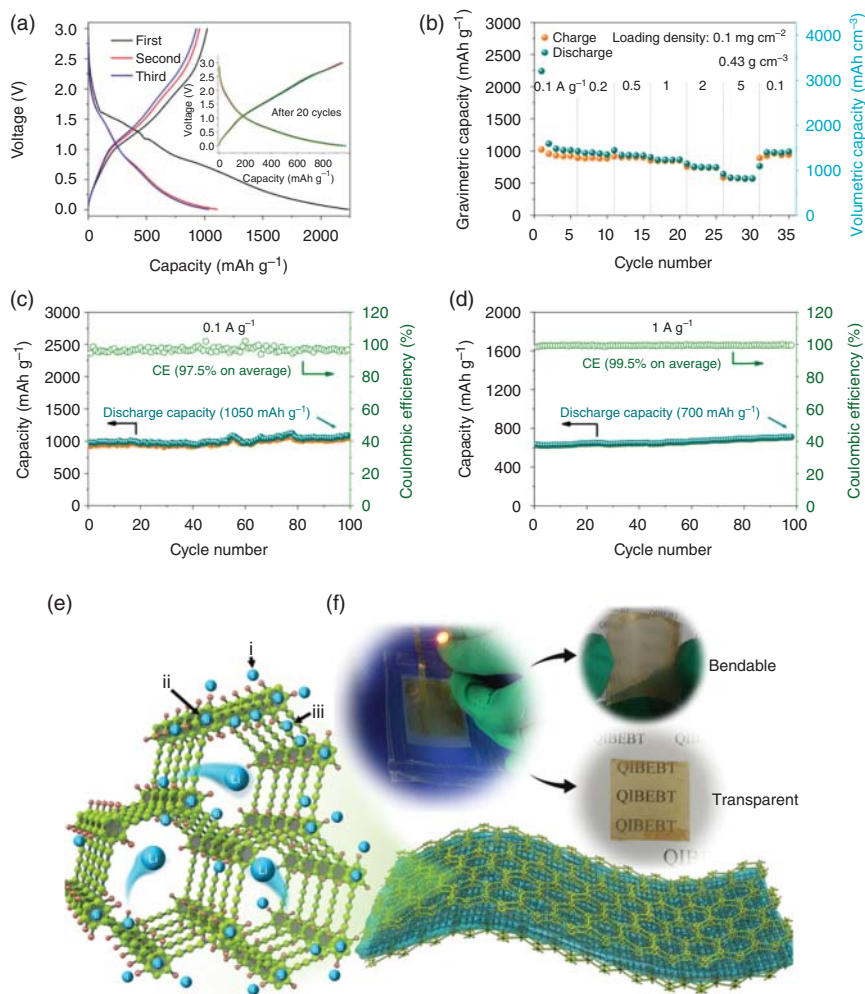 (a)
Voltage (V)
3.0
2.5
2.0
1.5
1.0
0.5
0.0
First
Second
Third
Voltage (V)
3.0
2.5
2.0
1.5
1.0
0.5
0.0
After 20 cycles
0 200 400 600 800
Capacity (mAh g⁻¹)
0 500 1000 1500 2000
Capacity (mAh g⁻¹)
(b)
Gravimetric capacity (mAh g⁻¹)
3000
2500
2000
1500
1000
500
0
Charge
Discharge
Loading density: 0.1 mg cm⁻²
0.43 g cm⁻³
0.1 A g⁻¹ 0.2 0.5 1 2 5 0.1
4000
3000
2000
1000
0
Volumetric capacity (mAh cm⁻³)
5 10 15 20 25 30 35
Cycle number
(c)
Capacity (mAh g⁻¹)
3000
2500
2000
1500
1000
500
0
0.1 A g⁻¹
CE (97.5% on average)
Discharge capacity (1050 mAh g⁻¹)
120
100
80
60
40
20
0
Coulombic efficiency (%)
0 20 40 60 80 100
Cycle number
(d)
Capacity (mAh g⁻¹)
2000
1600
1200
800
400
0
1 A g⁻¹
CE (99.5% on average)
Discharge capacity (700 mAh g⁻¹)
120
100
80
60
40
20
0
Coulombic efficiency (%)
0 20 40 60 80 100
Cycle number
(e)
i
ii
iii
Li
Li
Li
(f)
Bendable
QIBEBT QIB
QIBEBT
QIBEBT
QIBEBT
Transparent
QIBEBT